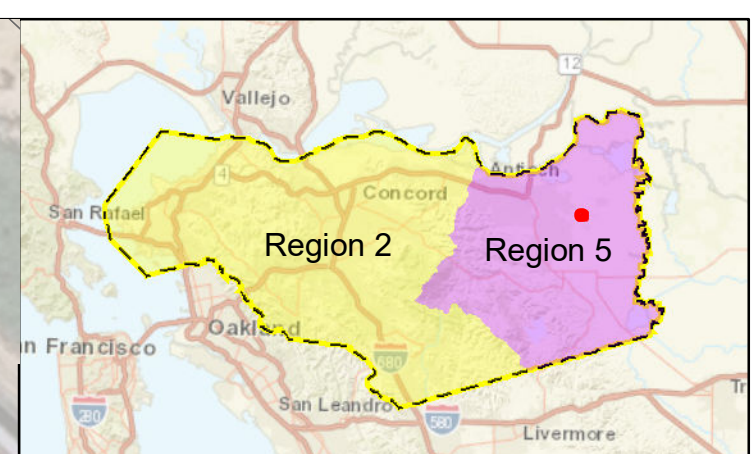 12
Vallejo
Antioch
4
Concord
San Rafael
Region 2
Region 5
Oakland
n Francisco
680
Tr
San Leandro
280
580
Livermore